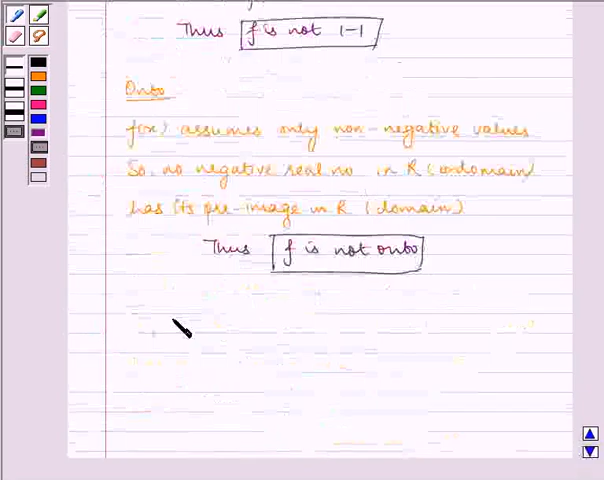 Thus f is not 1-1
Onto
f(x) assumes only non-negative values
So, no negative real no in R (codomain)
has its pre-image in R (domain)
Thus f is not onto